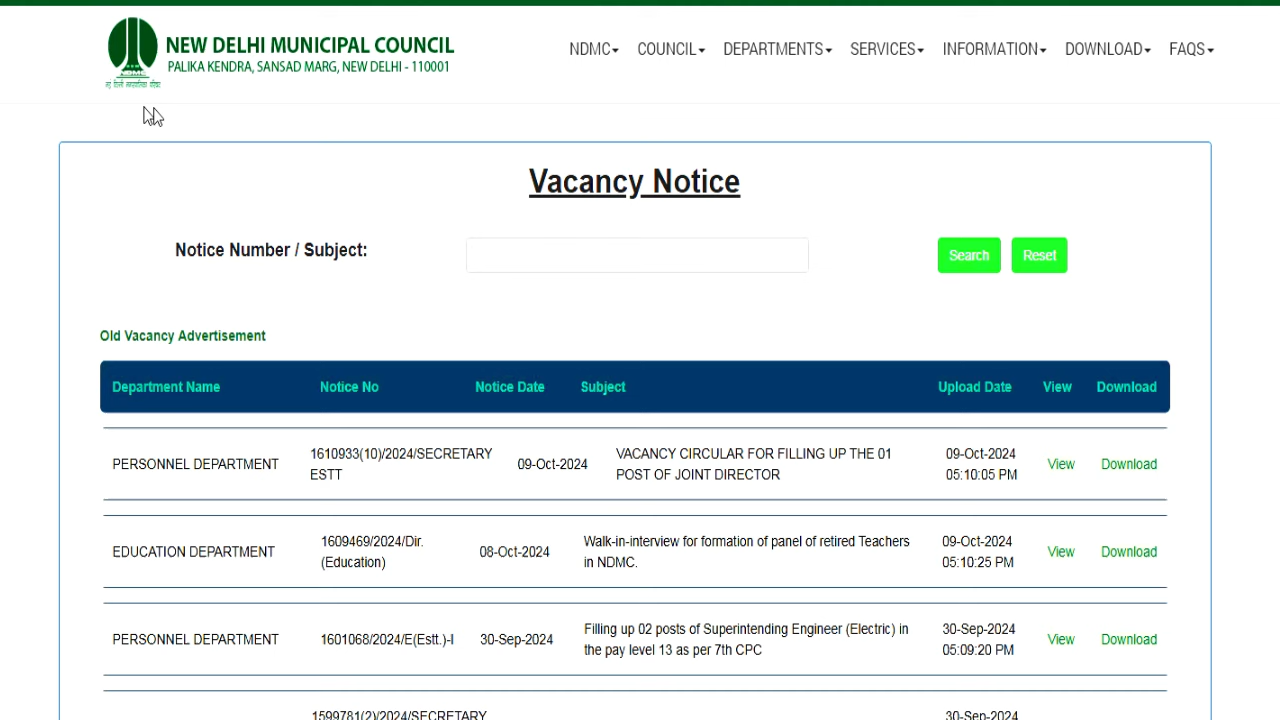 NEW DELHI MUNICIPAL COUNCIL
PALIKA KENDRA, SANSAD MARG, NEW DELHI - 110001
नई दिल्ली नगरपालिका परिषद
NDMC COUNCIL DEPARTMENTS SERVICES INFORMATION DOWNLOAD FAQS
Vacancy Notice
Notice Number / Subject: Search Reset
Old Vacancy Advertisement
Department Name Notice No Notice Date Subject Upload Date View Download
1610933(10)/2024/SECRETARY VACANCY CIRCULAR FOR FILLING UP THE 01 09-Oct-2024
PERSONNEL DEPARTMENT 09-Oct-2024 View Download
ESTT POST OF JOINT DIRECTOR 05:10:05 PM
1609469/2024/Dir. Walk-in-interview for formation of panel of retired Teachers 09-Oct-2024
EDUCATION DEPARTMENT 08-Oct-2024 View Download
(Education) in NDMC. 05:10:25 PM
Filling up 02 posts of Superintending Engineer (Electric) in 30-Sep-2024
PERSONNEL DEPARTMENT 1601068/2024/E(Estt.)-I 30-Sep-2024 View Download
the pay level 13 as per 7th CPC 05:09:20 PM
1599781(2)/2024/SECRETARY 30-Sep-2024